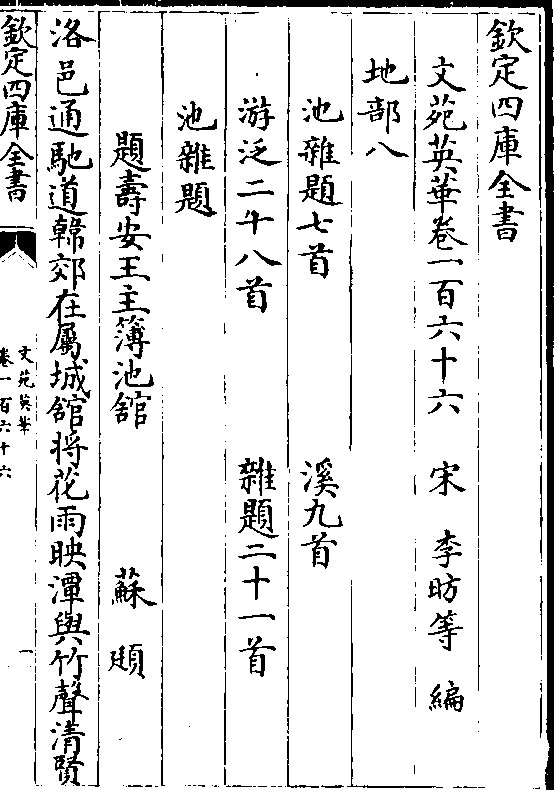 欽定四庫全書
文苑英華卷一百六十六 宋 李昉等 編
地部八
池雜題七首 溪九首
游泛二十八首 雜題二十一首
池雜題
題壽安王主簿池舘 蘇 頲
洛邑通馳道韓郊在屬城舘將花雨映潭與竹聲清賢
欽定四庫全書
文苑英華
卷一百六十六
一